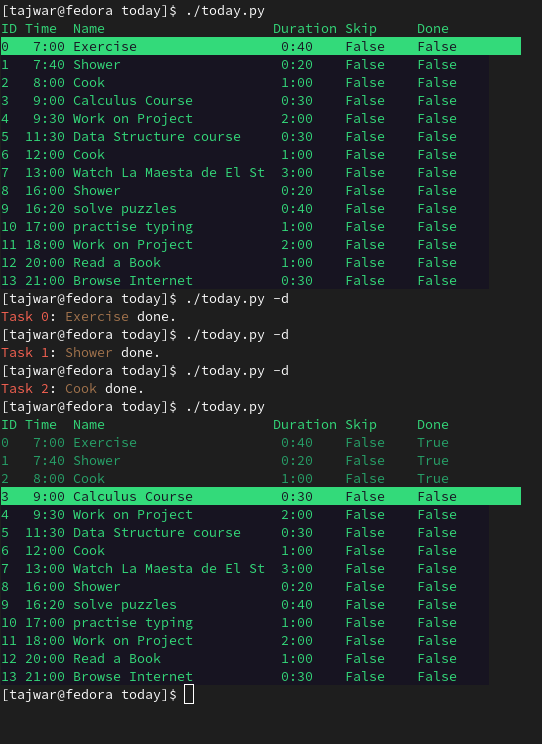 [tajwar@fedora today]$ ./today.py
ID Time  Name                     Duration Skip     Done
0   7:00 Exercise                  0:40    False    False
1   7:40 Shower                    0:20    False    False
2   8:00 Cook                      1:00    False    False
3   9:00 Calculus Course           0:30    False    False
4   9:30 Work on Project           2:00    False    False
5  11:30 Data Structure course     0:30    False    False
6  12:00 Cook                      1:00    False    False
7  13:00 Watch La Maesta de El St  3:00    False    False
8  16:00 Shower                    0:20    False    False
9  16:20 solve puzzles             0:40    False    False
10 17:00 practise typing           1:00    False    False
11 18:00 Work on Project           2:00    False    False
12 20:00 Read a Book               1:00    False    False
13 21:00 Browse Internet           0:30    False    False
[tajwar@fedora today]$ ./today.py -d
Task 0: Exercise done.
[tajwar@fedora today]$ ./today.py -d
Task 1: Shower done.
[tajwar@fedora today]$ ./today.py -d
Task 2: Cook done.
[tajwar@fedora today]$ ./today.py
ID Time  Name                     Duration Skip     Done
0   7:00 Exercise                  0:40    False    True
1   7:40 Shower                    0:20    False    True
2   8:00 Cook                      1:00    False    True
3   9:00 Calculus Course           0:30    False    False
4   9:30 Work on Project           2:00    False    False
5  11:30 Data Structure course     0:30    False    False
6  12:00 Cook                      1:00    False    False
7  13:00 Watch La Maesta de El St  3:00    False    False
8  16:00 Shower                    0:20    False    False
9  16:20 solve puzzles             0:40    False    False
10 17:00 practise typing           1:00    False    False
11 18:00 Work on Project           2:00    False    False
12 20:00 Read a Book               1:00    False    False
13 21:00 Browse Internet           0:30    False    False
[tajwar@fedora today]$